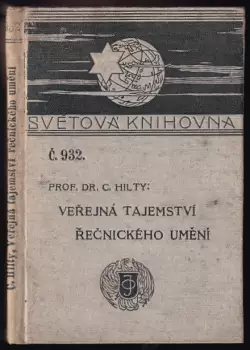 C. Hilty, Veřejná tajemství řečnického umění
SVĚTOVÁ KNIHOVNA
Č. 932.
PROF. DR. C. HILTY:
VEŘEJNÁ TAJEMSTVÍ
ŘEČNICKÉHO UMĚNÍ